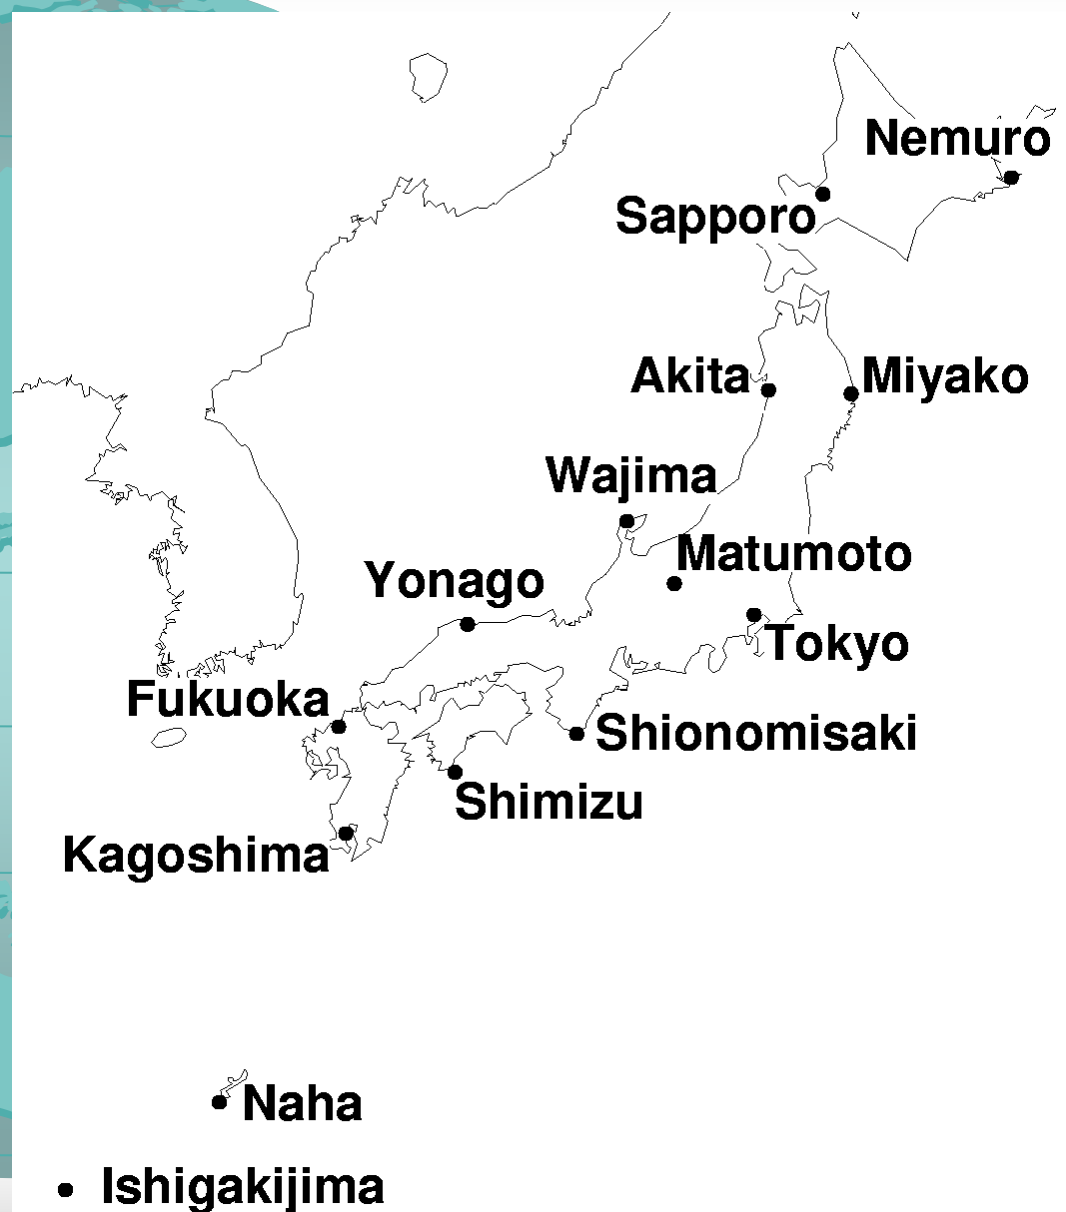 Nemuro
Sapporo
Akita
Miyako
Wajima
Matumoto
Yonago
Tokyo
Fukuoka
Shionomisaki
Shimizu
Kagoshima
Naha
Ishigakijima